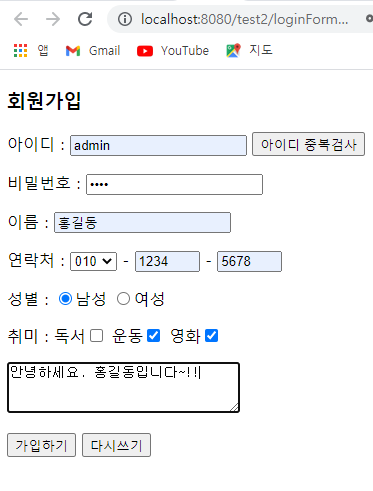 localhost:8080/test2/loginForm...
앱 Gmail YouTube 지도
회원가입
아이디 : admin 아이디 중복검사
비밀번호 : ••••
이름 : 홍길동
연락처 : 010 - 1234 - 5678
성별 : 남성 여성
취미 : 독서 운동 영화
안녕하세요. 홍길동입니다~!!
가입하기 다시쓰기